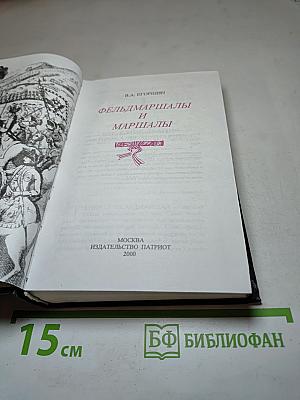 В.А. ЕГОРШИН
ФЕЛЬДМАРШАЛЫ
И
МАРШАЛЫ
МОСКВА
ИЗДАТЕЛЬСТВО ПАТРИОТ
2000
15 см
БФ БИБЛИОФАН